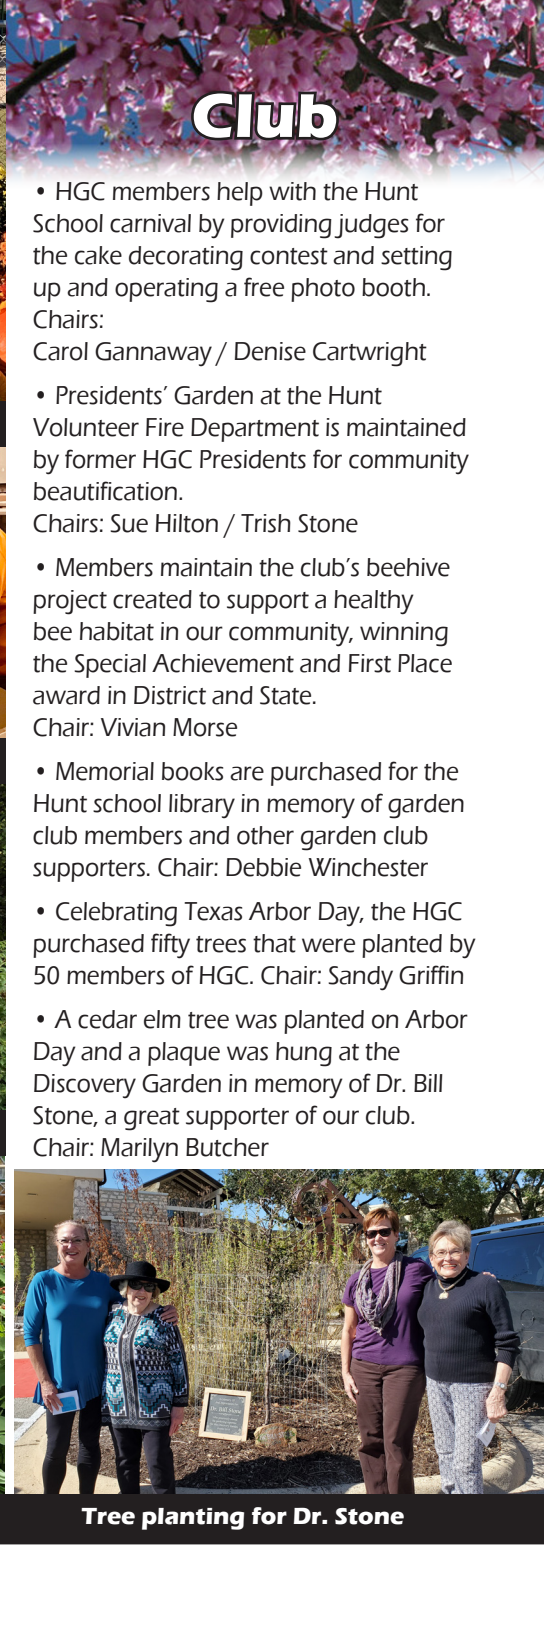 Club
• HGC members help with the Hunt
School carnival by providing judges for
the cake decorating contest and setting
up and operating a free photo booth.
Chairs:
Carol Gannaway / Denise Cartwright
• Presidents’ Garden at the Hunt
Volunteer Fire Department is maintained
by former HGC Presidents for community
beautification.
Chairs: Sue Hilton / Trish Stone
• Members maintain the club’s beehive
project created to support a healthy
bee habitat in our community, winning
the Special Achievement and First Place
award in District and State.
Chair: Vivian Morse
• Memorial books are purchased for the
Hunt school library in memory of garden
club members and other garden club
supporters. Chair: Debbie Winchester
• Celebrating Texas Arbor Day, the HGC
purchased fifty trees that were planted by
50 members of HGC. Chair: Sandy Griffin
• A cedar elm tree was planted on Arbor
Day and a plaque was hung at the
Discovery Garden in memory of Dr. Bill
Stone, a great supporter of our club.
Chair: Marilyn Butcher
Dr. Bill Stone
Tree planting for Dr. Stone